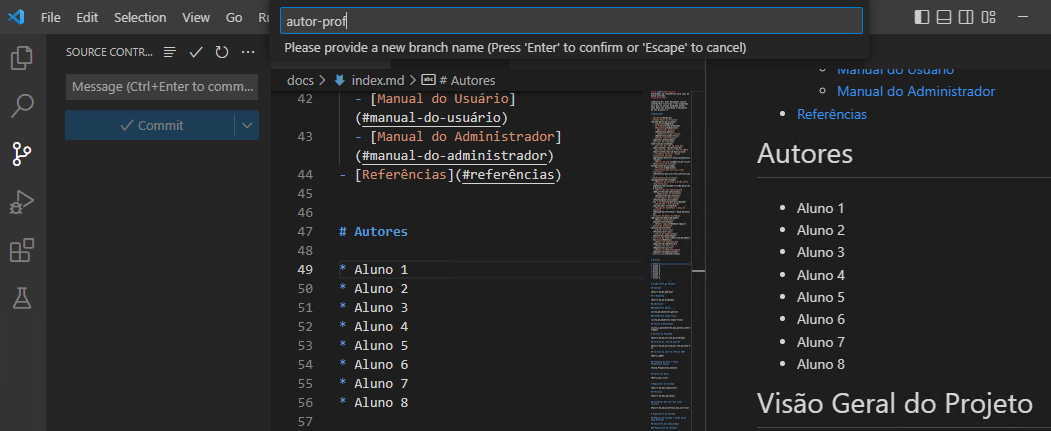 File Edit Selection View Go Ru
autor-prof
Please provide a new branch name (Press 'Enter' to confirm or 'Escape' to cancel)
SOURCE CONTR...
Message (Ctrl+Enter to comm...
Commit
docs > index.md > abc # Autores
42 - [Manual do Usuário]
(#manual-do-usuário)
43 - [Manual do Administrador]
(#manual-do-administrador)
44 - [Referências](#referências)
45
46
47 # Autores
48
49 * Aluno 1
50 * Aluno 2
51 * Aluno 3
52 * Aluno 4
53 * Aluno 5
54 * Aluno 6
55 * Aluno 7
56 * Aluno 8
57
Manual do Usuário
Manual do Administrador
Referências
Autores
Aluno 1
Aluno 2
Aluno 3
Aluno 4
Aluno 5
Aluno 6
Aluno 7
Aluno 8
Visão Geral do Projeto